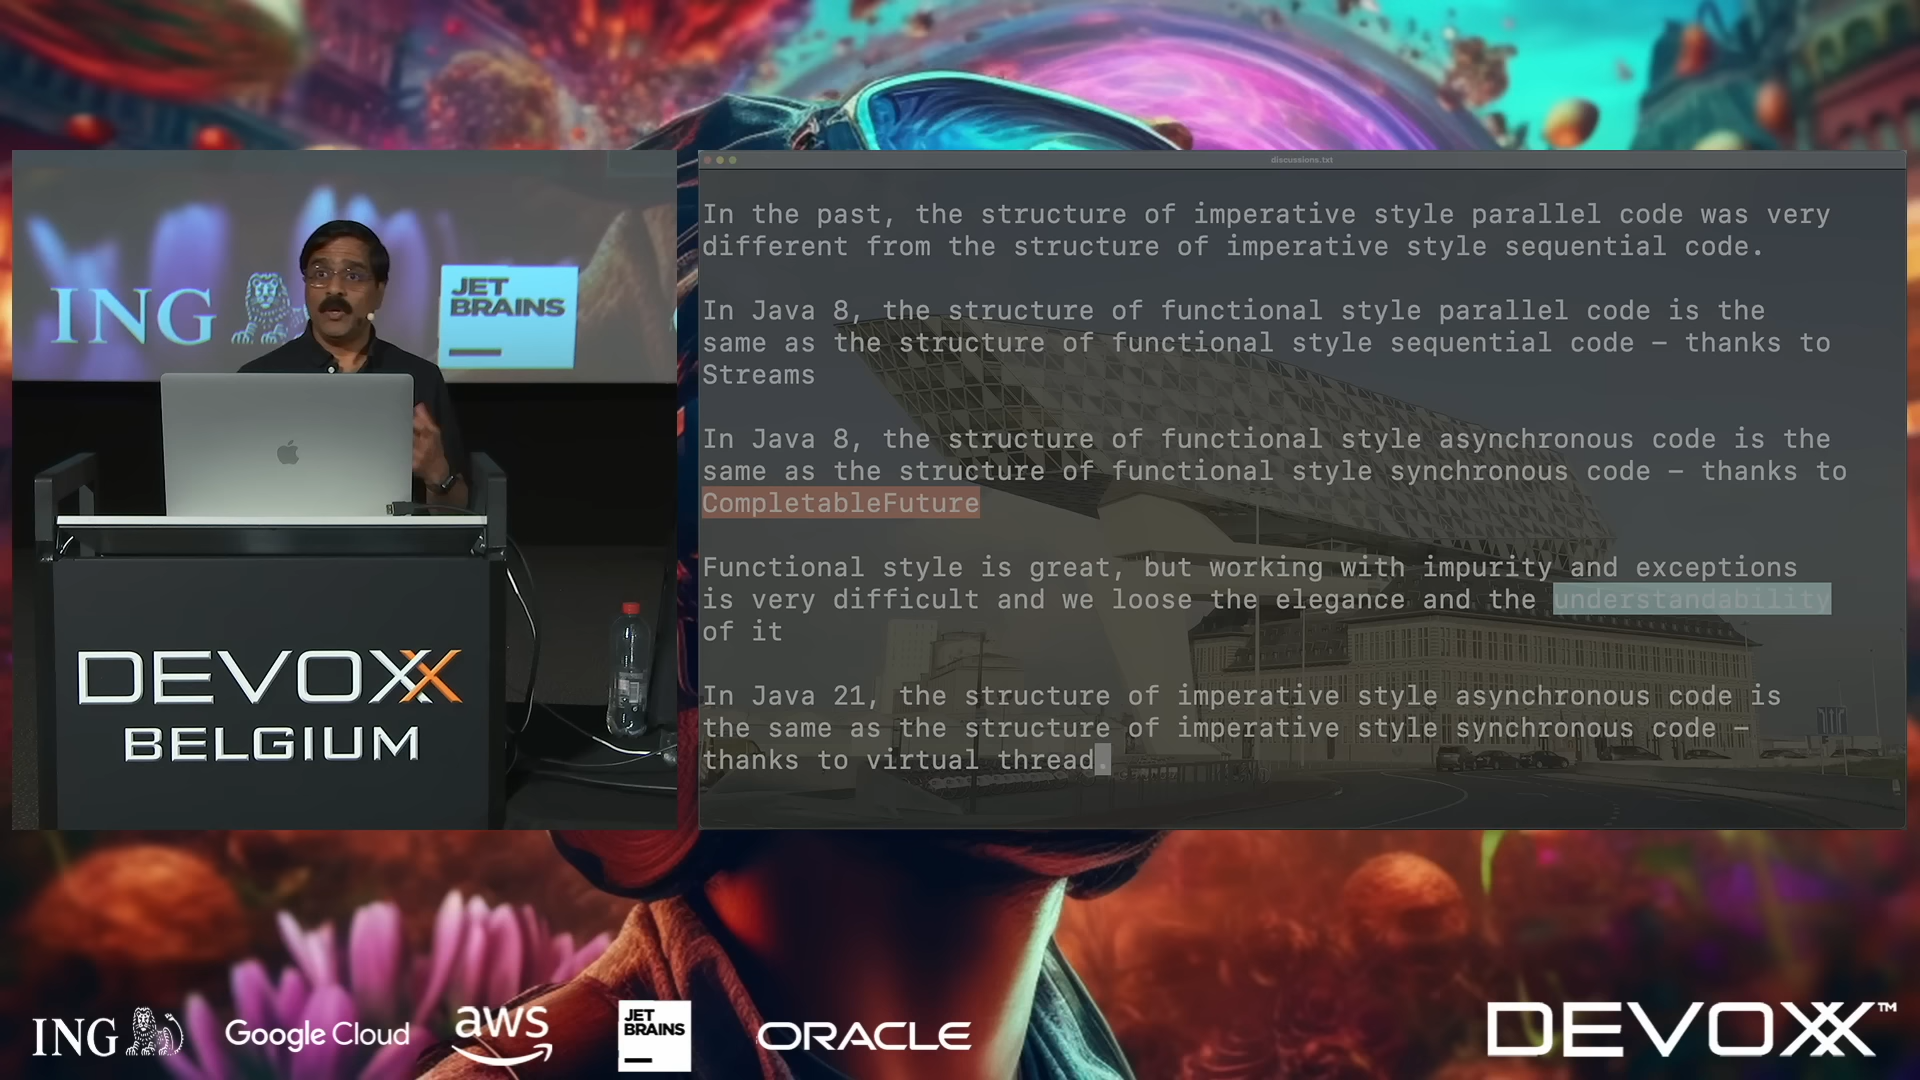 discussions.txt
In the past, the structure of imperative style parallel code was very
different from the structure of imperative style sequential code.
In Java 8, the structure of functional style parallel code is the
same as the structure of functional style sequential code – thanks to
Streams
In Java 8, the structure of functional style asynchronous code is the
same as the structure of functional style synchronous code – thanks to
CompletableFuture
Functional style is great, but working with impurity and exceptions
is very difficult and we loose the elegance and the understandability
of it
In Java 21, the structure of imperative style asynchronous code is
the same as the structure of imperative style synchronous code –
thanks to virtual thread.
ING
JET
BRAINS
DEVOXX
BELGIUM
ING
Google Cloud
aws
JET
BRAINS
ORACLE
DEVOXX™